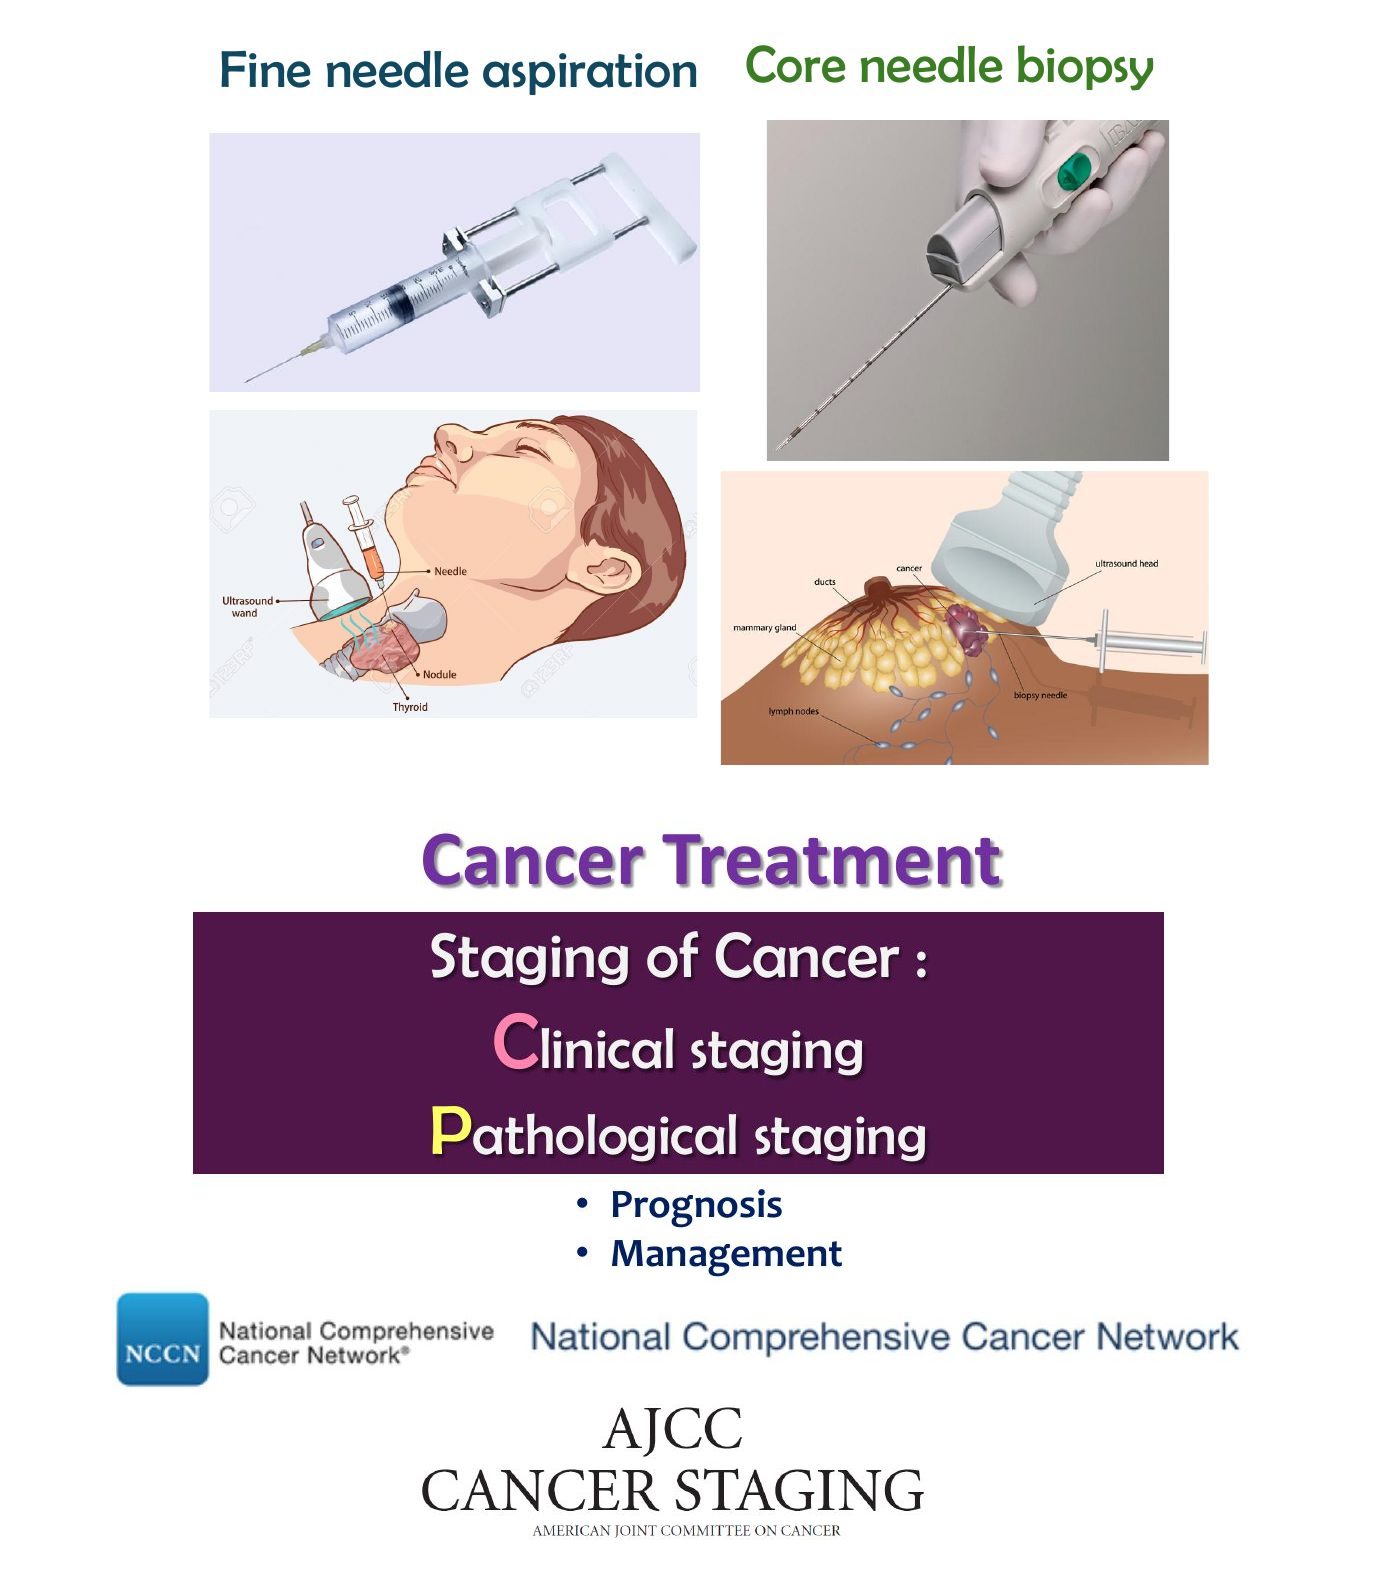 Fine needle aspiration
Core needle biopsy
Needle
Ultrasound
wand
Nodule
Thyroid
ultrasound head
cancer
ducts
mammary gland
biopsy needle
lymph nodes
Cancer Treatment
Staging of Cancer :
Clinical staging
Pathological staging
• Prognosis
• Management
NCCN
National Comprehensive
Cancer Network®
National Comprehensive Cancer Network
AJCC
CANCER STAGING
AMERICAN JOINT COMMITTEE ON CANCER